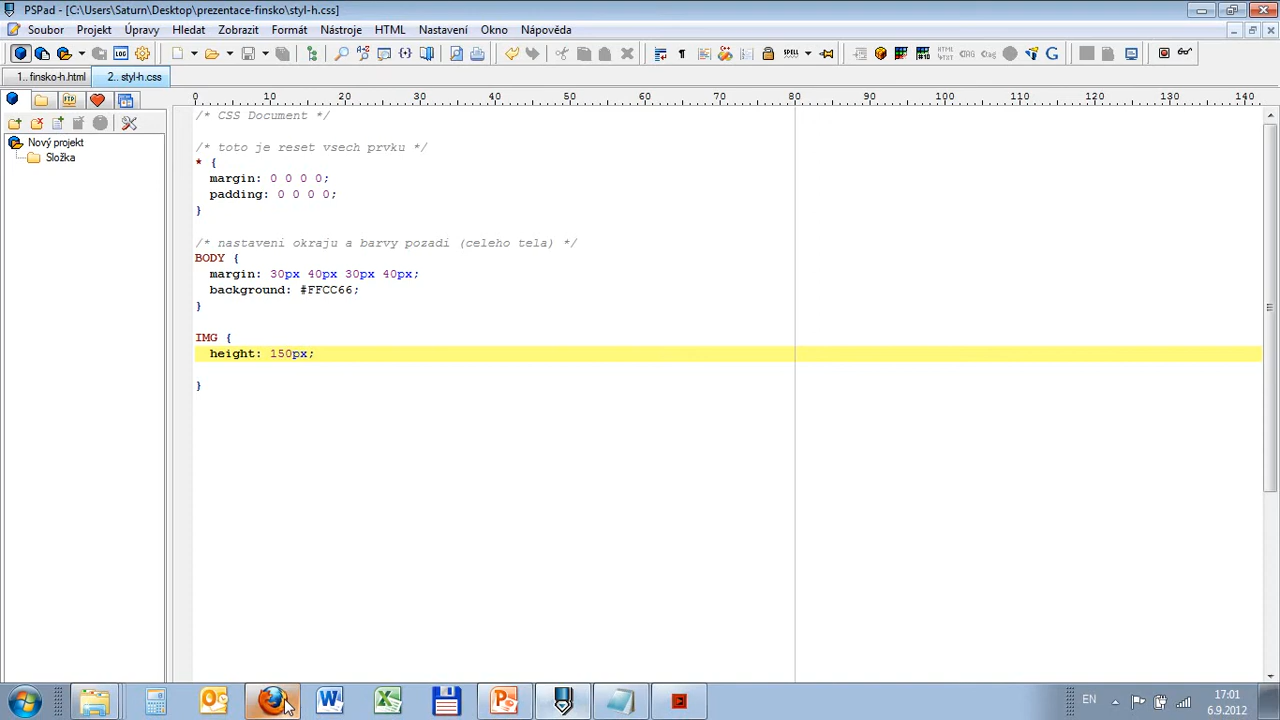 PSPad - [C:\Users\Saturn\Desktop\prezentace-finsko\styl-h.css]
Soubor Projekt Úpravy Hledat Zobrazit Formát Nástroje HTML Nastavení Okno Nápověda
1.. finsko-h.html 2.. styl-h.css
0 10 20 30 40 50 60 70 80 90 100 110 120 130 140
Nový projekt
Složka
/* CSS Document */
/* toto je reset vsech prvku */
* {
margin: 0 0 0 0;
padding: 0 0 0 0;
}
/* nastaveni okraju a barvy pozadi (celeho tela) */
BODY {
margin: 30px 40px 30px 40px;
background: #FFCC66;
}
IMG {
height: 150px;
}
EN
17:01
6.9.2012